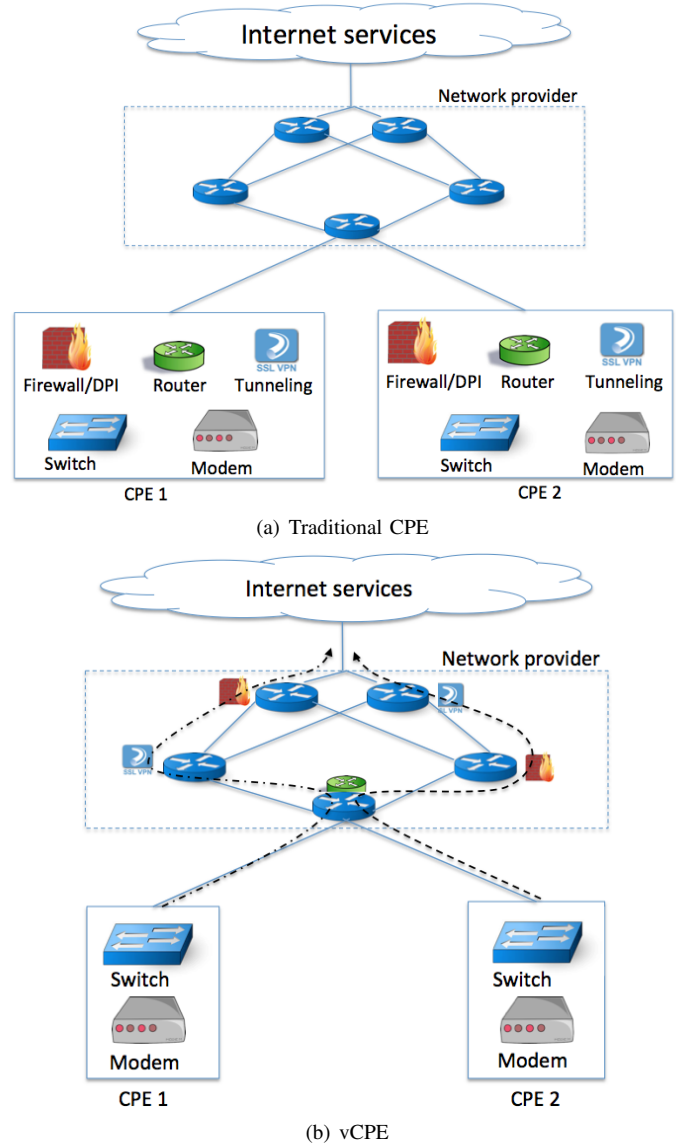 Internet services
Network provider
SSL VPN
SSL VPN
Firewall/DPI Router Tunneling
Firewall/DPI Router Tunneling
Switch Modem
Switch Modem
CPE 1
CPE 2
(a) Traditional CPE
Internet services
Network provider
SSL VPN
SSL VPN
Switch
Switch
Modem
Modem
CPE 1
CPE 2
(b) vCPE